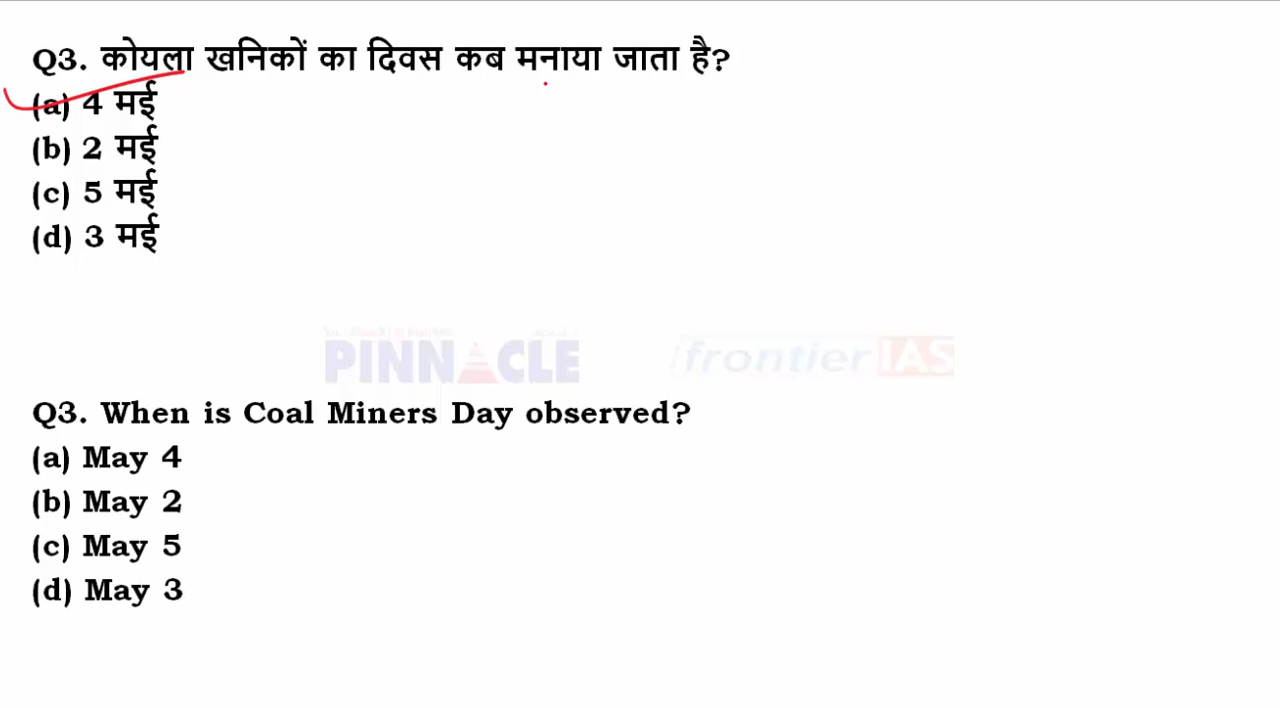 Q3. कोयला खनिकों का दिवस कब मनाया जाता है?
(a) 4 मई
(b) 2 मई
(c) 5 मई
(d) 3 मई
PINNACLE frontier IAS
Q3. When is Coal Miners Day observed?
(a) May 4
(b) May 2
(c) May 5
(d) May 3